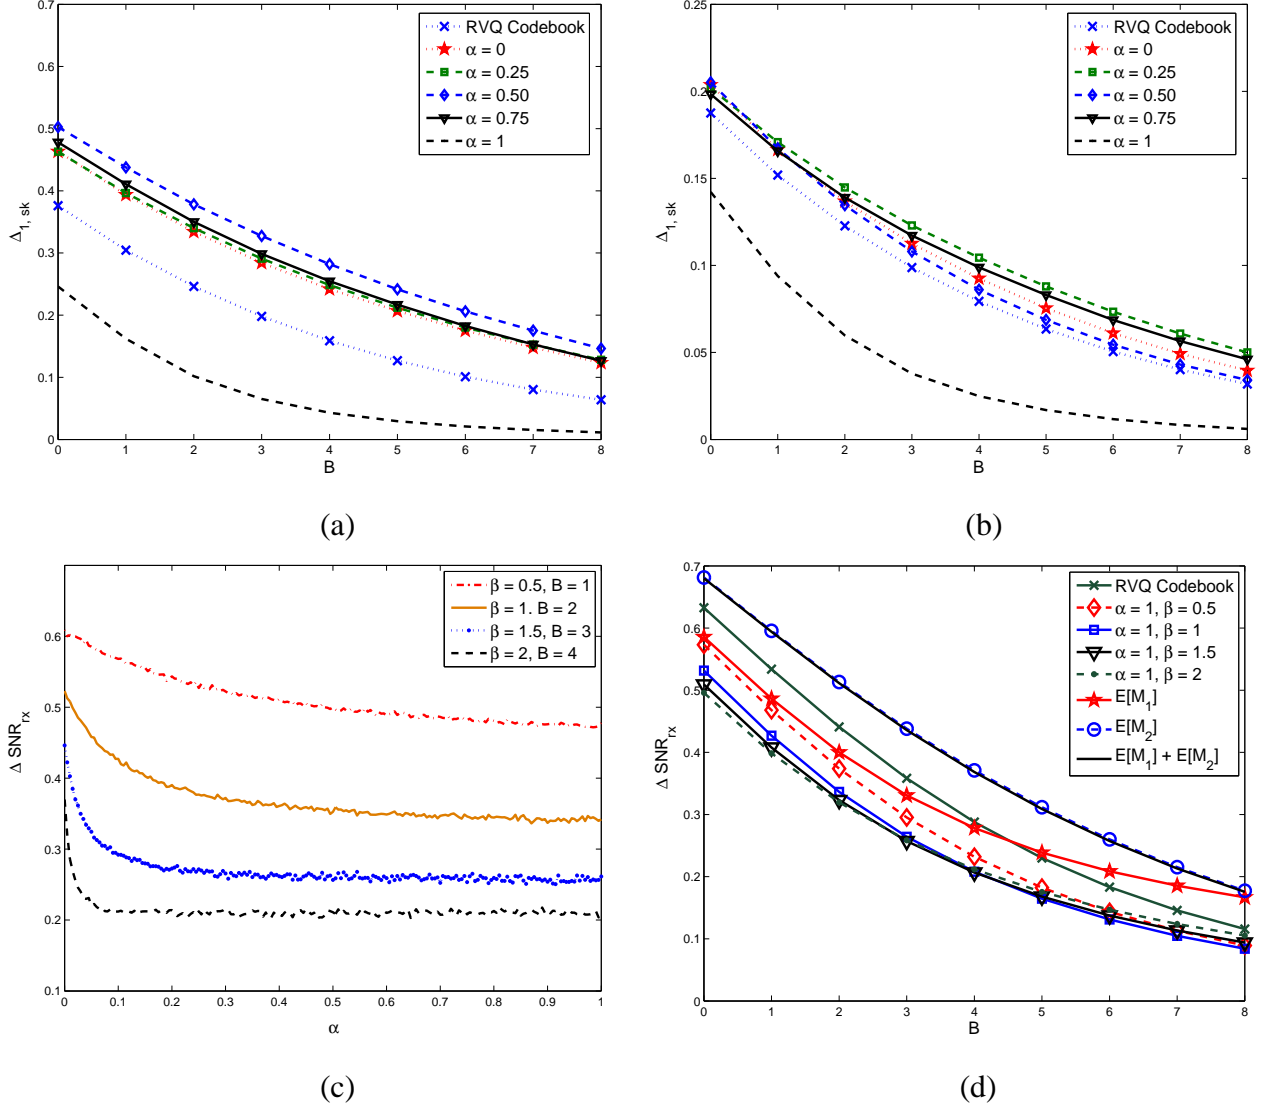 0.7
0.6
0.5
0.4
0.3
0.2
0.1
0
0 1 2 3 4 5 6 7 8
B
Δ1, sk
RVQ Codebook
α = 0
α = 0.25
α = 0.50
α = 0.75
α = 1
(a)
0.25
0.2
0.15
0.1
0.05
0
0 1 2 3 4 5 6 7 8
B
Δ1, sk
RVQ Codebook
α = 0
α = 0.25
α = 0.50
α = 0.75
α = 1
(b)
0.7
0.6
0.5
0.4
0.3
0.2
0.1
0 0.1 0.2 0.3 0.4 0.5 0.6 0.7 0.8 0.9 1
α
Δ SNRrx
β = 0.5, B = 1
β = 1. B = 2
β = 1.5, B = 3
β = 2, B = 4
(c)
0.7
0.6
0.5
0.4
0.3
0.2
0.1
0
0 1 2 3 4 5 6 7 8
B
Δ SNRrx
RVQ Codebook
α = 1, β = 0.5
α = 1, β = 1
α = 1, β = 1.5
α = 1, β = 2
E[M1]
E[M2]
E[M1] + E[M2]
(d)